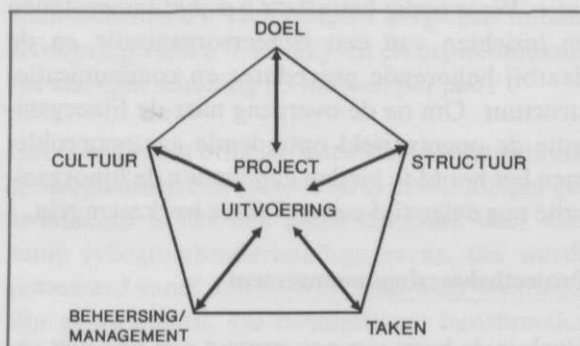 DOEL
CULTUUR
PROJECT
STRUCTUUR
UITVOERING
BEHEERSING/
MANAGEMENT
TAKEN